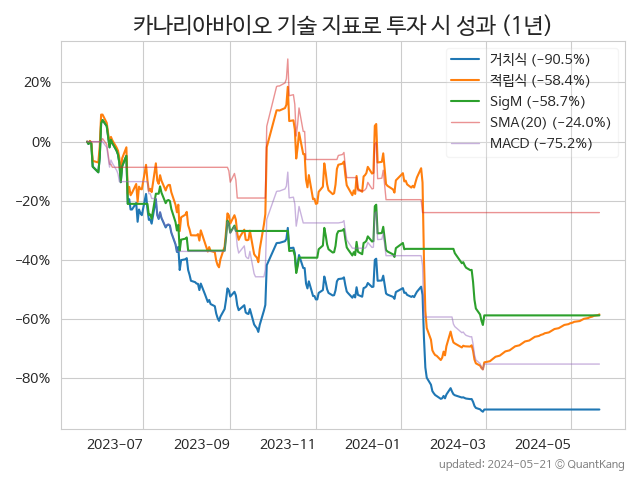 카나리아바이오 기술 지표로 투자 시 성과 (1년)
거치식 (−90.5%)
적립식 (−58.4%)
SigM (−58.7%)
SMA(20) (−24.0%)
MACD (−75.2%)
20%
0%
−20%
−40%
−60%
−80%
2023−07 2023−09 2023−11 2024−01 2024−03 2024−05
updated: 2024−05−21 © QuantKang